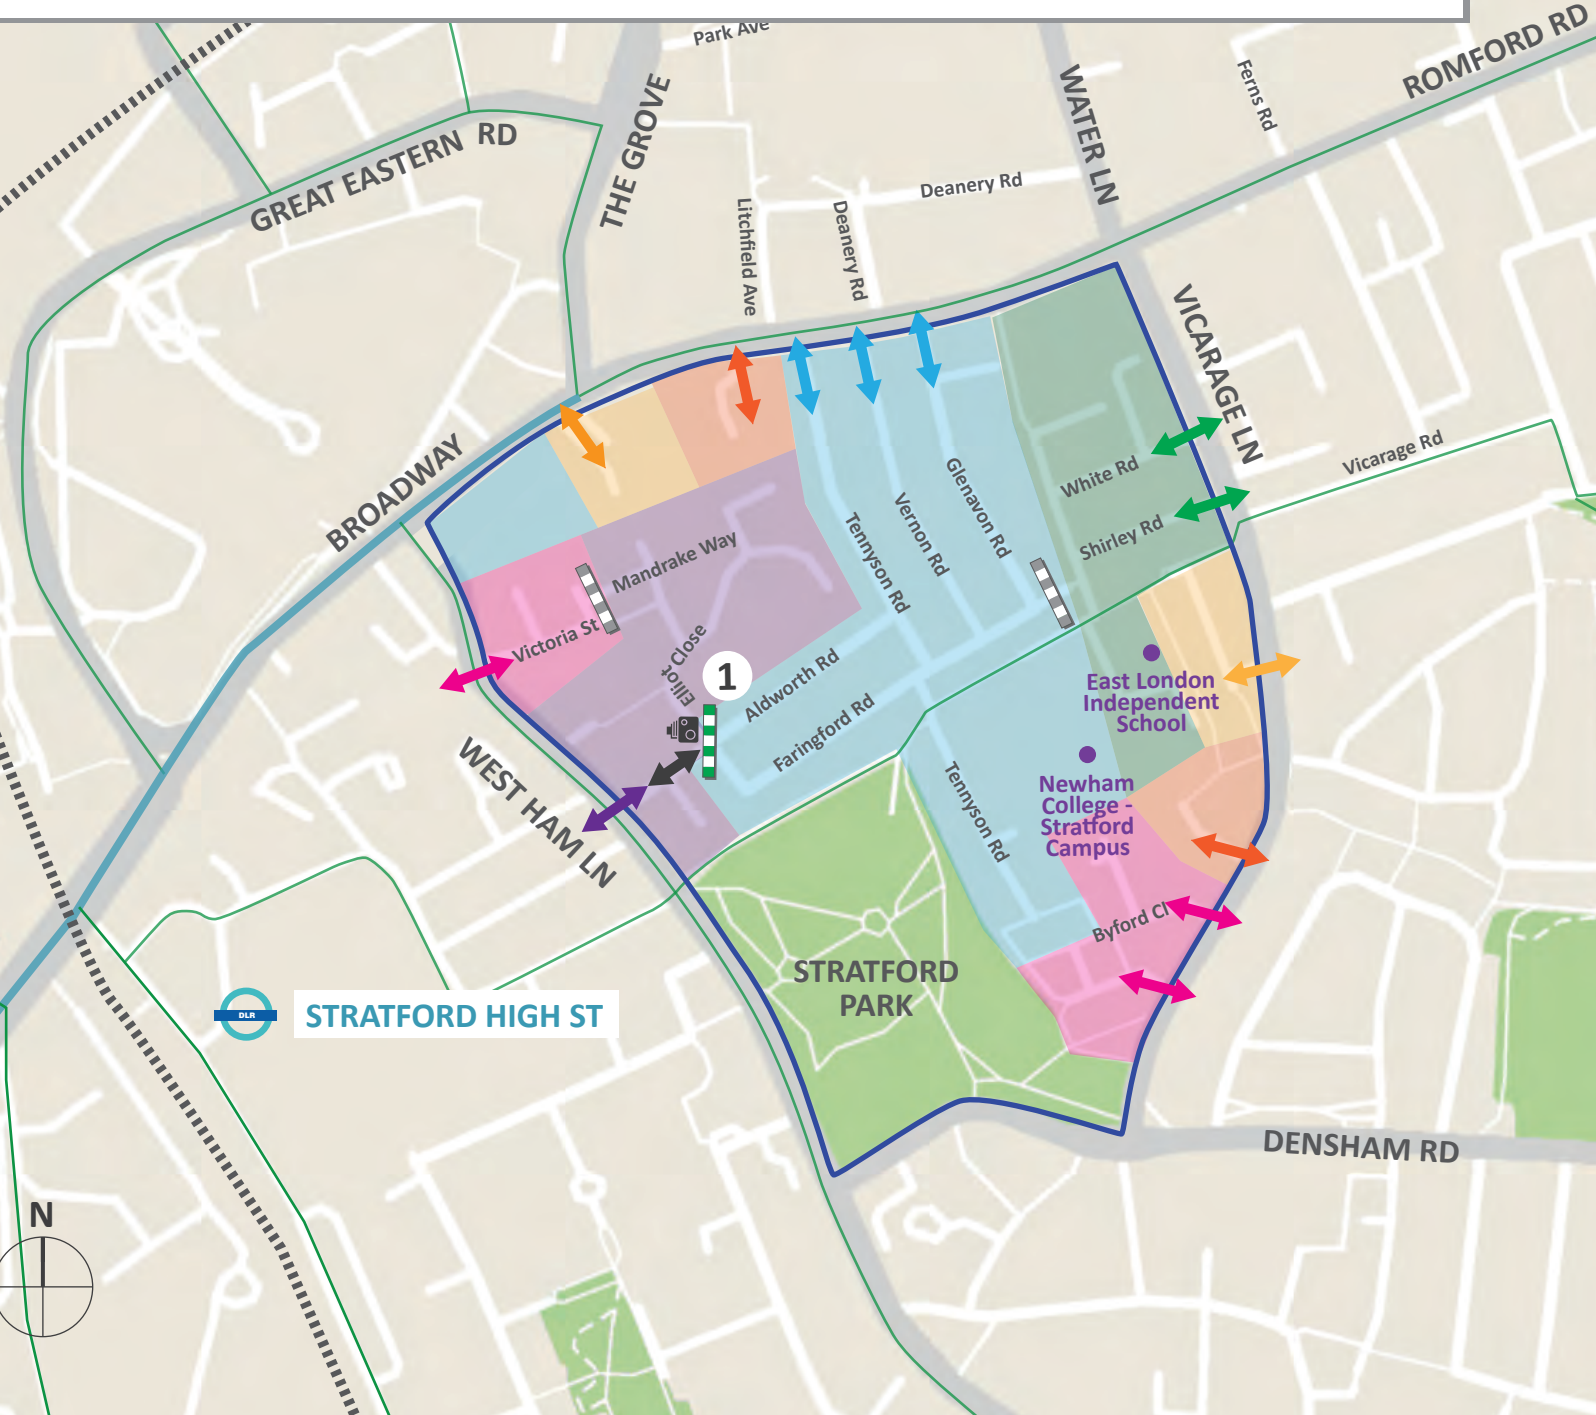 Park Ave
ROMFORD RD
Ferns Rd
WATER LN
THE GROVE
GREAT EASTERN RD
Deanery Rd
Litchfield Ave
Deanery Rd
VICARAGE LN
BROADWAY
Vicarage Rd
White Rd
Glenavon Rd
Vernon Rd
Shirley Rd
Tennyson Rd
Mandrake Way
Victoria St
Elliot Close
1
Aldworth Rd
Faringford Rd
East London
Independent
School
WEST HAM LN
Tennyson Rd
Newham
College -
Stratford
Campus
Byford Cl
STRATFORD
PARK
DLR
STRATFORD HIGH ST
DENSHAM RD
N